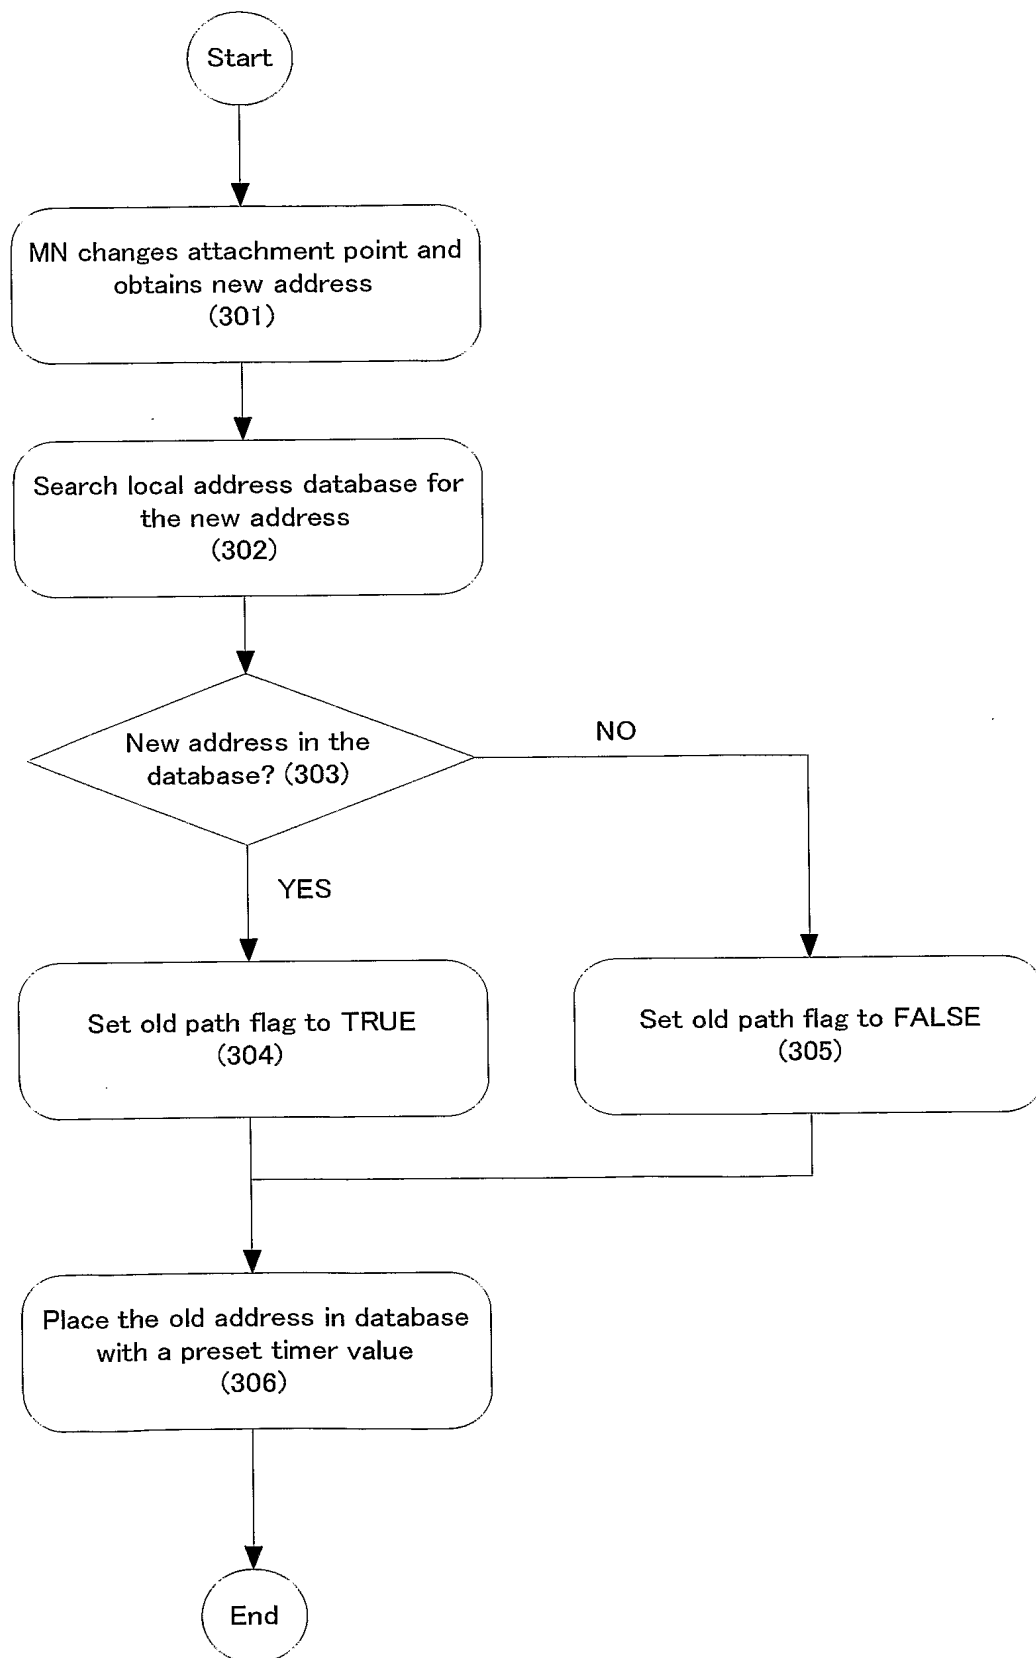 Start
MN changes attachment point and
obtains new address
(301)
Search local address database for
the new address
(302)
New address in the
database? (303)
NO
YES
Set old path flag to TRUE
(304)
Set old path flag to FALSE
(305)
Place the old address in database
with a preset timer value
(306)
End